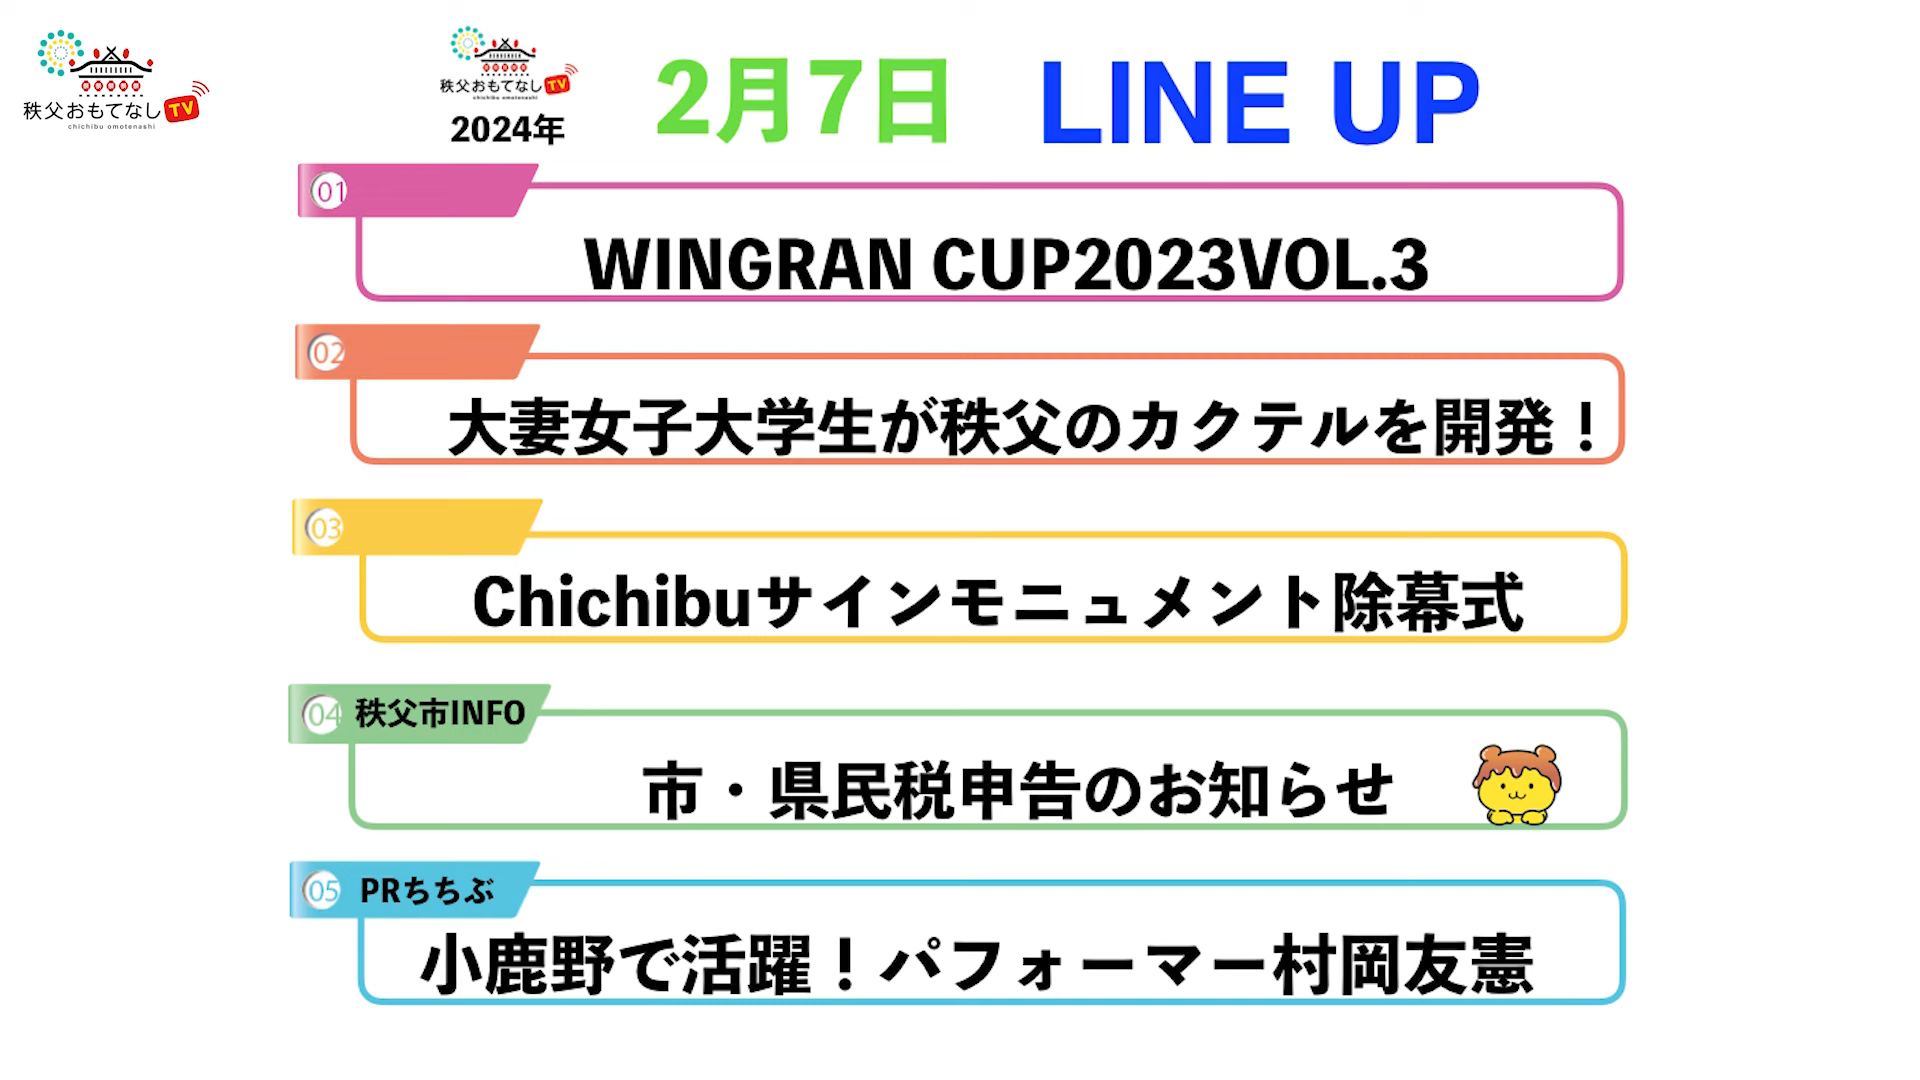 秩父おもてなしTV
chichibu omotenashi
秩父おもてなしTV
chichibu omotenashi
2024年
2月7日 LINE UP
01
WINGRAN CUP2023VOL.3
02
大妻女子大学生が秩父のカクテルを開発！
03
Chichibuサインモニュメント除幕式
04 秩父市INFO
市・県民税申告のお知らせ
05 PRちちぶ
小鹿野で活躍！パフォーマー村岡友憲